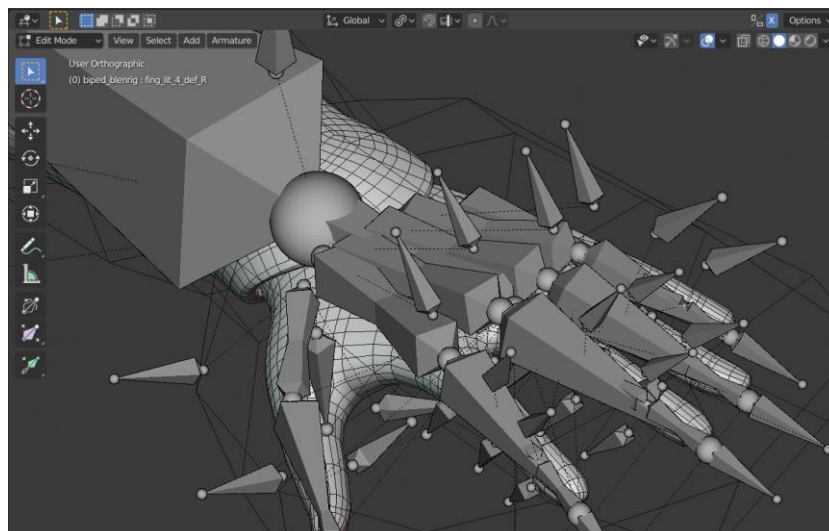 Global
Options
Edit Mode View Select Add Armature
User Orthographic
(0) biped_blenrig : fing_lit_4_def_R